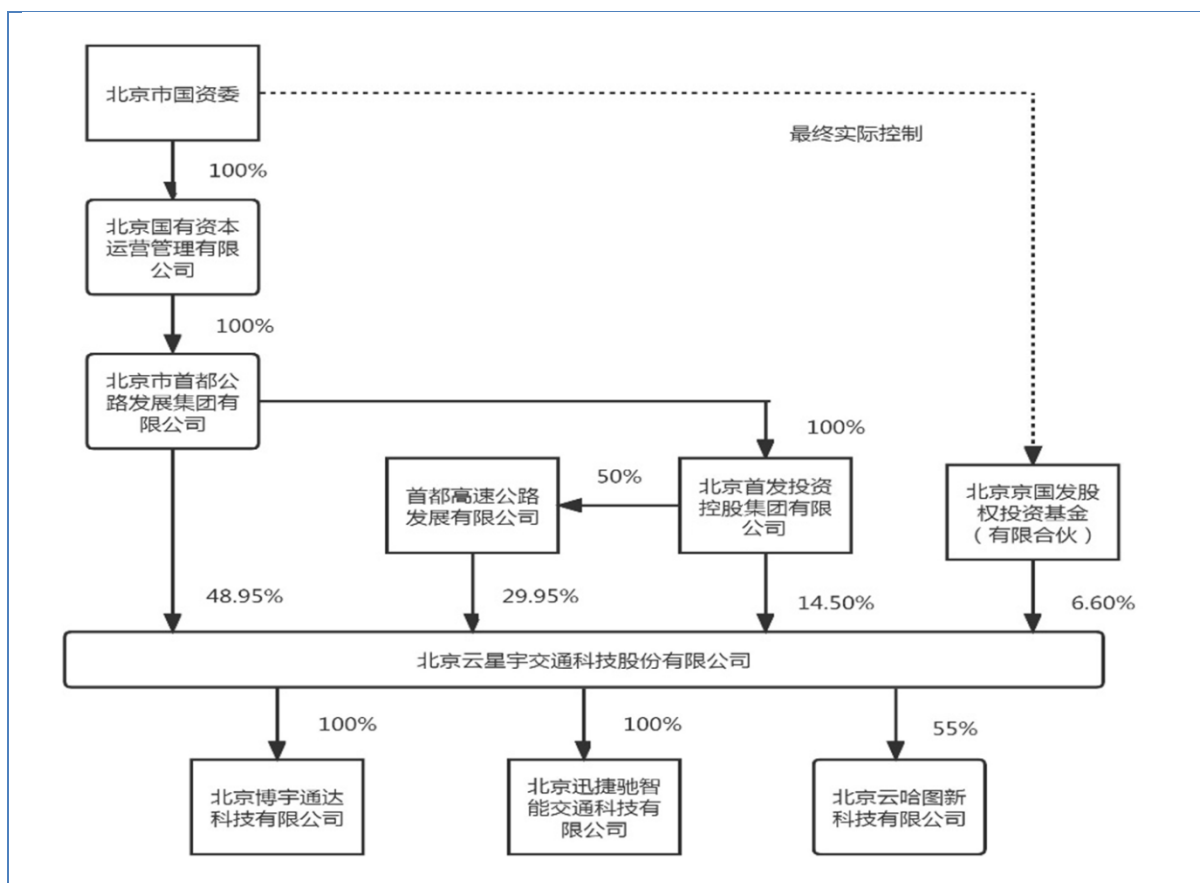 北京市国资委
最终实际控制
100%
北京国有资本
运营管理有限
公司
100%
北京市首都公
路发展集团有
限公司
100%
首都高速公路
发展有限公司
50%
北京首发投资
控股集团有限
公司
北京京国发股
权投资基金
（有限合伙）
48.95%
29.95%
14.50%
6.60%
北京云星宇交通科技股份有限公司
100%
100%
55%
北京博宇通达
科技有限公司
北京迅捷驰智
能交通科技有
限公司
北京云哈图新
科技有限公司